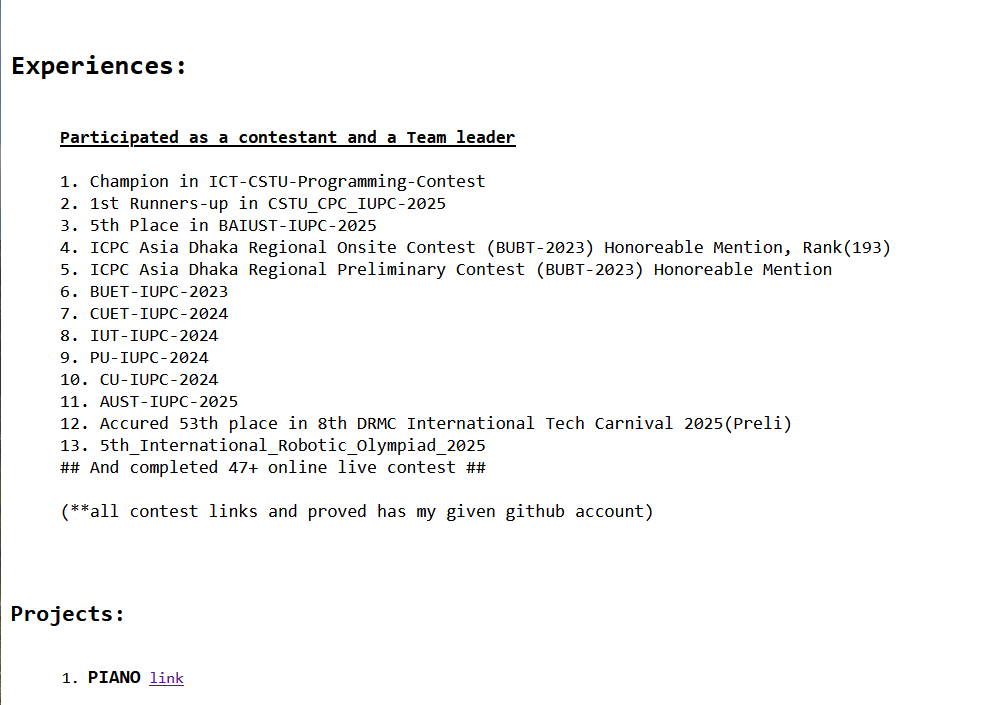 Experiences:
Participated as a contestant and a Team leader
1. Champion in ICT-CSTU-Programming-Contest
2. 1st Runners-up in CSTU_CPC_IUPC-2025
3. 5th Place in BAIUST-IUPC-2025
4. ICPC Asia Dhaka Regional Onsite Contest (BUBT-2023) Honoreable Mention, Rank(193)
5. ICPC Asia Dhaka Regional Preliminary Contest (BUBT-2023) Honoreable Mention
6. BUET-IUPC-2023
7. CUET-IUPC-2024
8. IUT-IUPC-2024
9. PU-IUPC-2024
10. CU-IUPC-2024
11. AUST-IUPC-2025
12. Accured 53th place in 8th DRMC International Tech Carnival 2025(Preli)
13. 5th_International_Robotic_Olympiad_2025
## And completed 47+ online live contest ##
(**all contest links and proved has my given github account)
Projects:
1. PIANO link